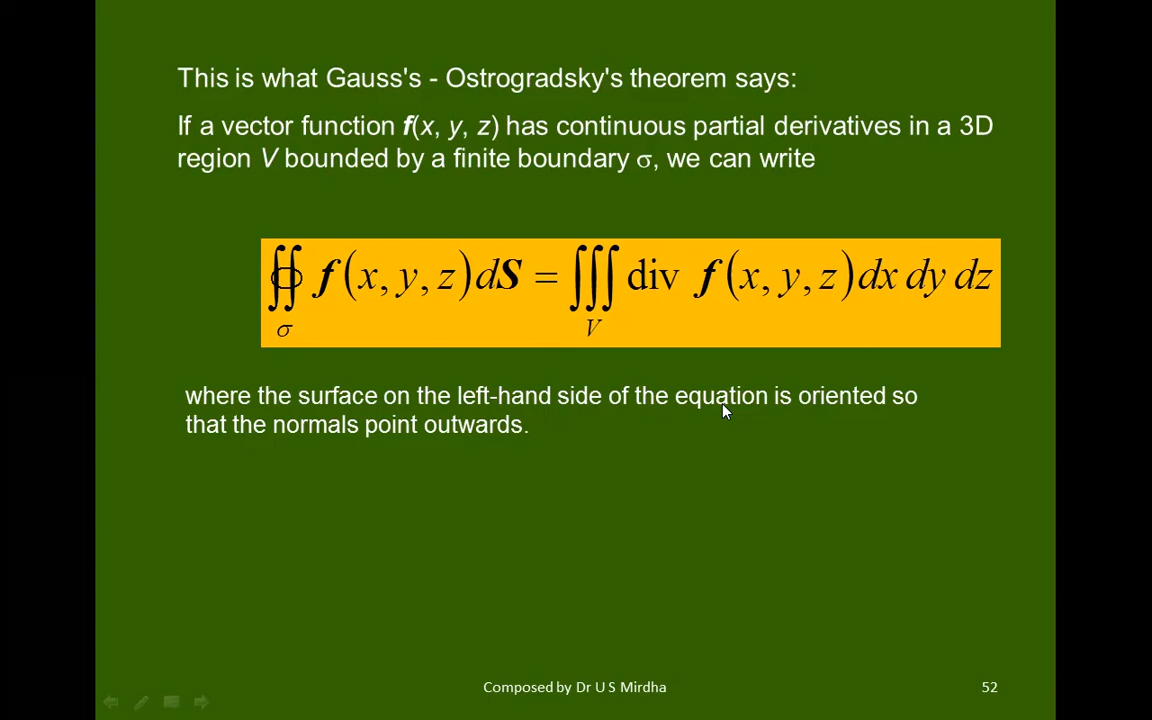 This is what Gauss's - Ostrogradsky's theorem says:
If a vector function f(x, y, z) has continuous partial derivatives in a 3D
region V bounded by a finite boundary σ, we can write
∯_σ f(x, y, z) dS = ∭_V div f(x, y, z) dx dy dz
where the surface on the left-hand side of the equation is oriented so
that the normals point outwards.
Composed by Dr U S Mirdha
52